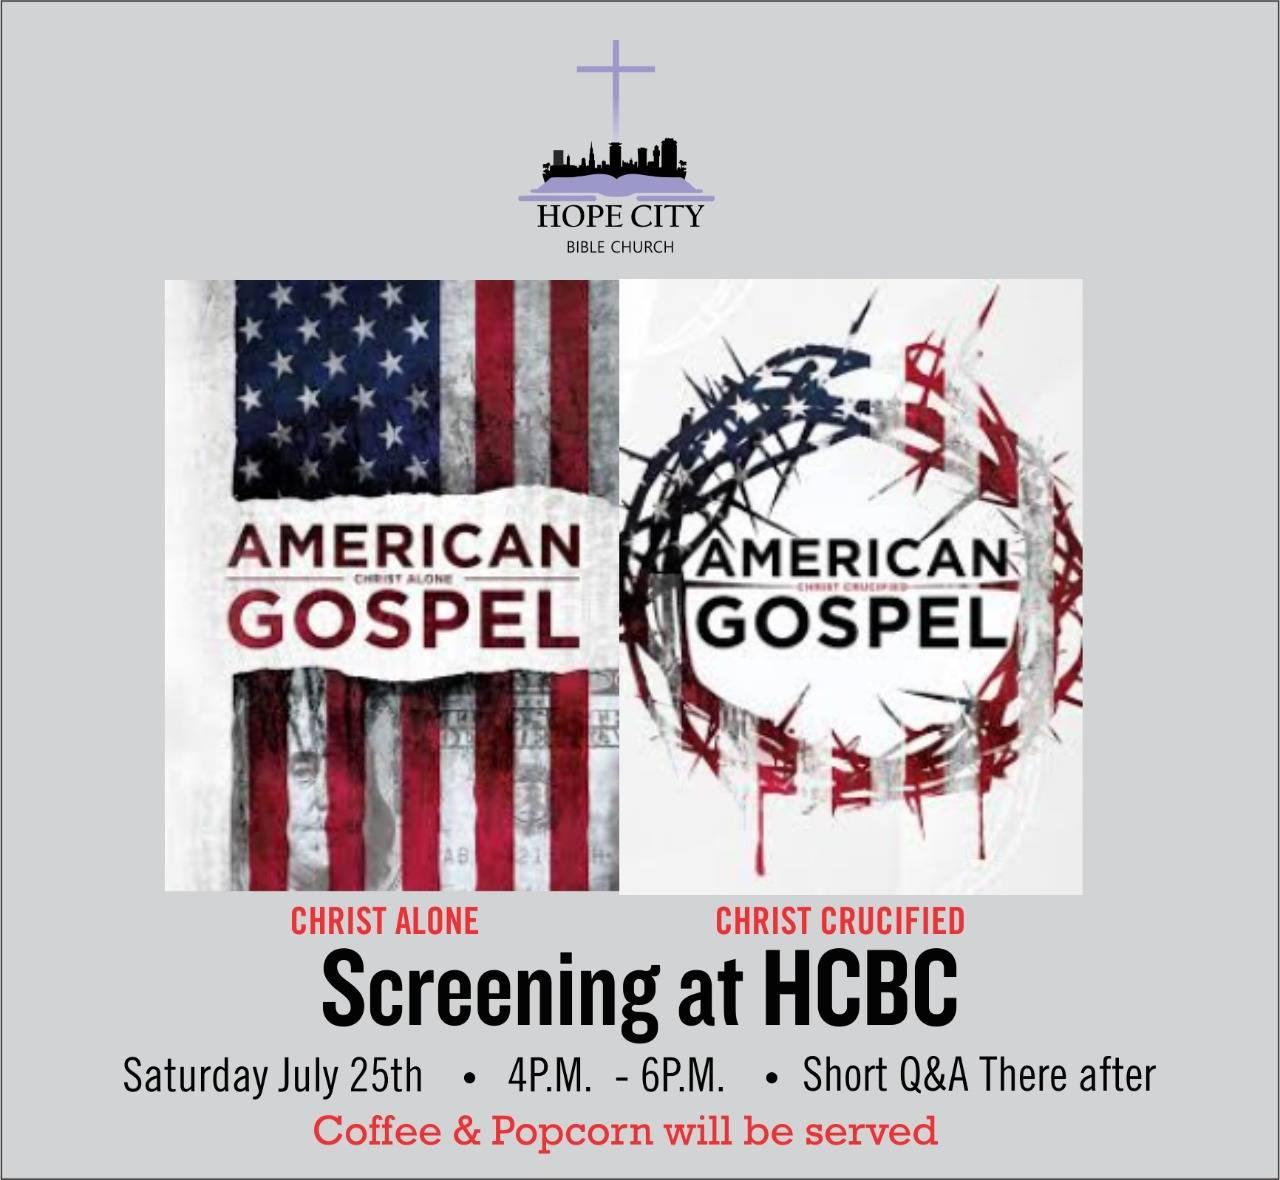 HOPE CITY
BIBLE CHURCH
AMERICAN
CHRIST ALONE
GOSPEL
AMERICAN
CHRIST CRUCIFIED
GOSPEL
CHRIST ALONE
CHRIST CRUCIFIED
Screening at HCBC
Saturday July 25th • 4P.M. - 6P.M. • Short Q&A There after
Coffee & Popcorn will be served